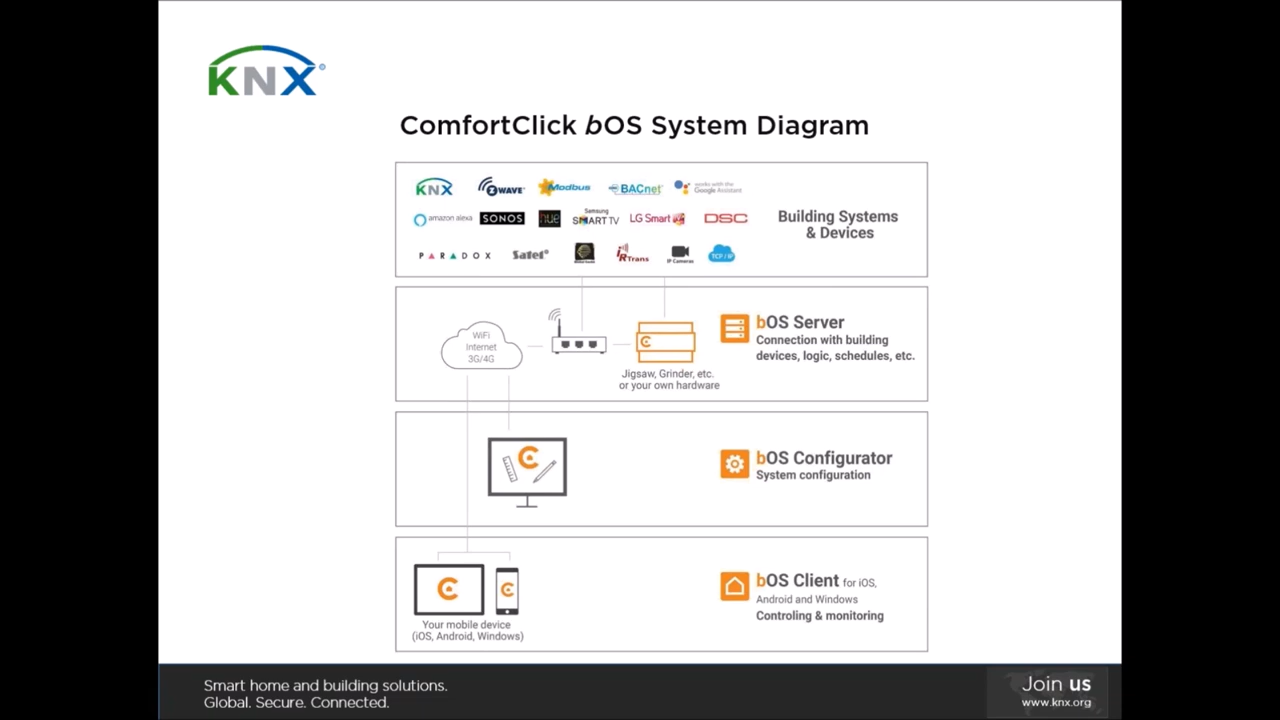 KNX
ComfortClick bOS System Diagram
KNX
Z WAVE
Modbus
BACnet
works with the
Google Assistant
amazon alexa
SONOS
hue
Samsung
SMART TV
LG Smart
DSC
PARADOX
Satel
iRTrans
IP Cameras
TCP / IP
Building Systems
& Devices
WiFi
Internet
3G/4G
Jigsaw, Grinder, etc.
or your own hardware
bOS Server
Connection with building
devices, logic, schedules, etc.
bOS Configurator
System configuration
Your mobile device
(iOS, Android, Windows)
bOS Client for iOS,
Android and Windows
Controling & monitoring
Smart home and building solutions.
Global. Secure. Connected.
Join us
www.knx.org